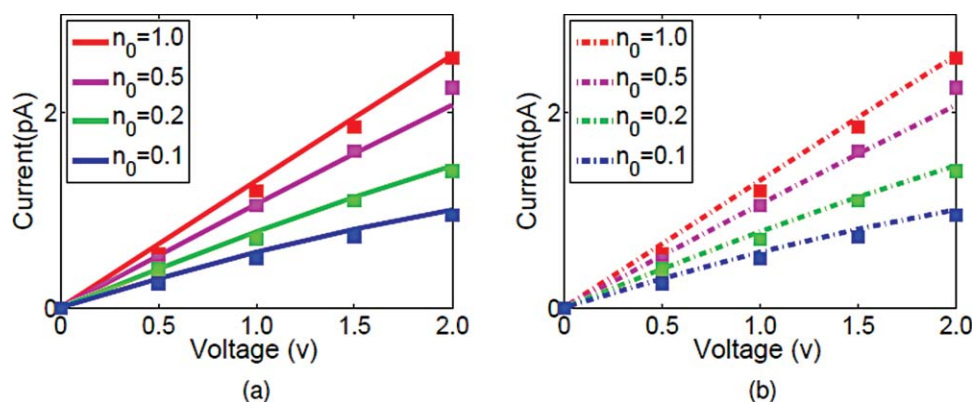 Current(pA)
2
0
n0=1.0
n0=0.5
n0=0.2
n0=0.1
0 0.5 1.0 1.5 2.0
Voltage (v)
(a)
Current(pA)
2
0
n0=1.0
n0=0.5
n0=0.2
n0=0.1
0 0.5 1.0 1.5 2.0
Voltage (v)
(b)